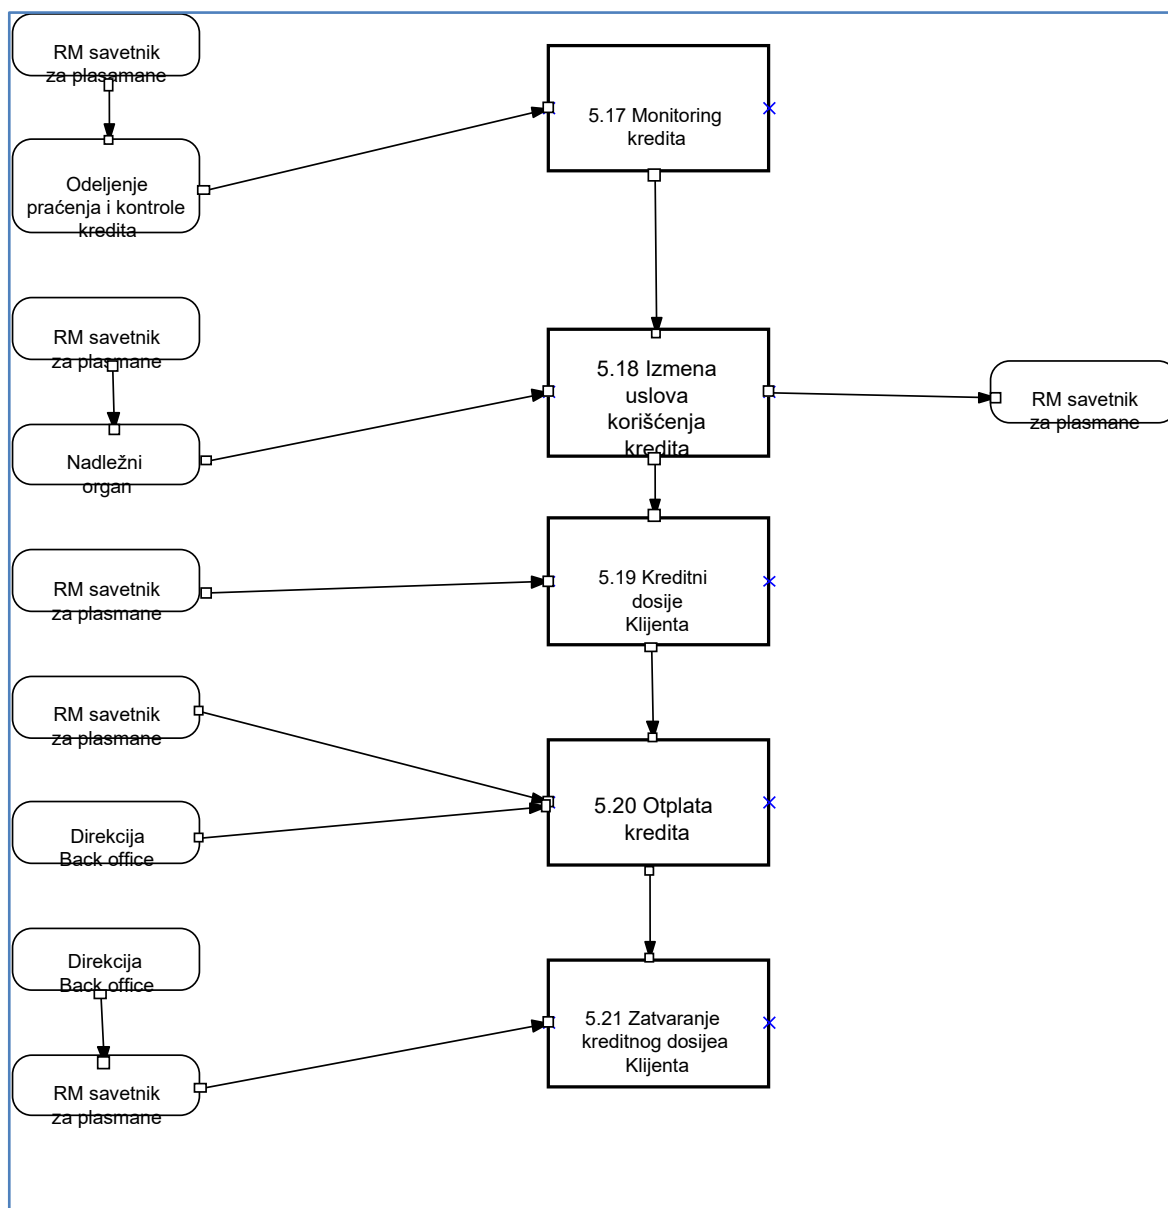 RM savetnik
za plasamane
5.17 Monitoring
kredita
Odeljenje
praćenja i kontrole
kredita
RM savetnik
za plasmane
5.18 Izmena
uslova
korišćenja
kredita
RM savetnik
za plasmane
Nadležni
organ
RM savetnik
za plasmane
5.19 Kreditni
dosije
Klijenta
RM savetnik
za plasmane
5.20 Otplata
kredita
Direkcija
Back office
Direkcija
Back office
5.21 Zatvaranje
kreditnog dosijea
Klijenta
RM savetnik
za plasmane